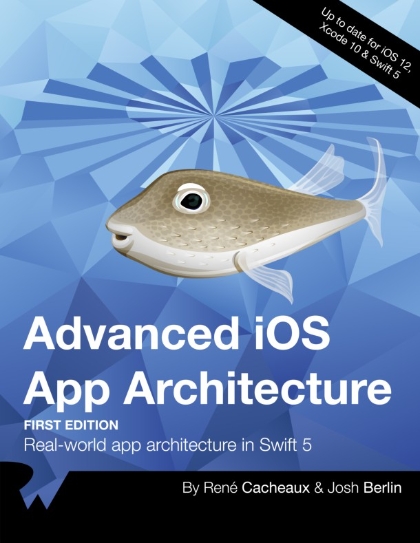 Up to date for iOS 12,
Xcode 10 & Swift 5
Advanced iOS
App Architecture
FIRST EDITION
Real-world app architecture in Swift 5
By René Cacheaux & Josh Berlin